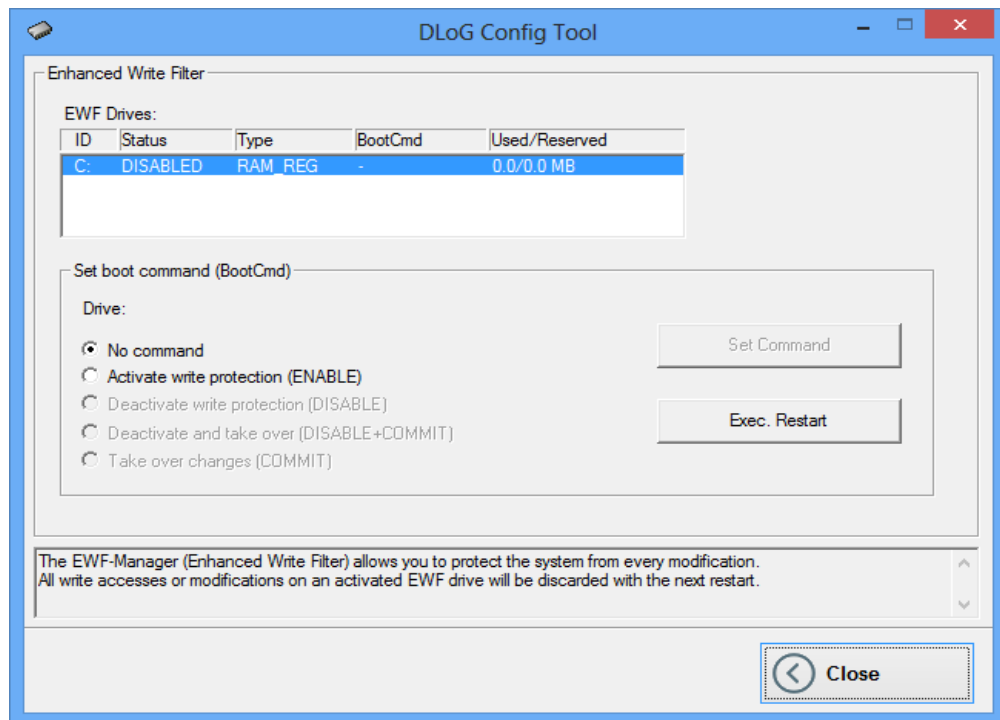 DLoG Config Tool
Enhanced Write Filter
EWF Drives:
ID Status Type BootCmd Used/Reserved
C: DISABLED RAM_REG - 0.0/0.0 MB
Set boot command (BootCmd)
Drive:
No command
Activate write protection (ENABLE)
Deactivate write protection (DISABLE)
Deactivate and take over (DISABLE+COMMIT)
Take over changes (COMMIT)
Set Command
Exec. Restart
The EWF-Manager (Enhanced Write Filter) allows you to protect the system from every modification.
All write accesses or modifications on an activated EWF drive will be discarded with the next restart.
Close